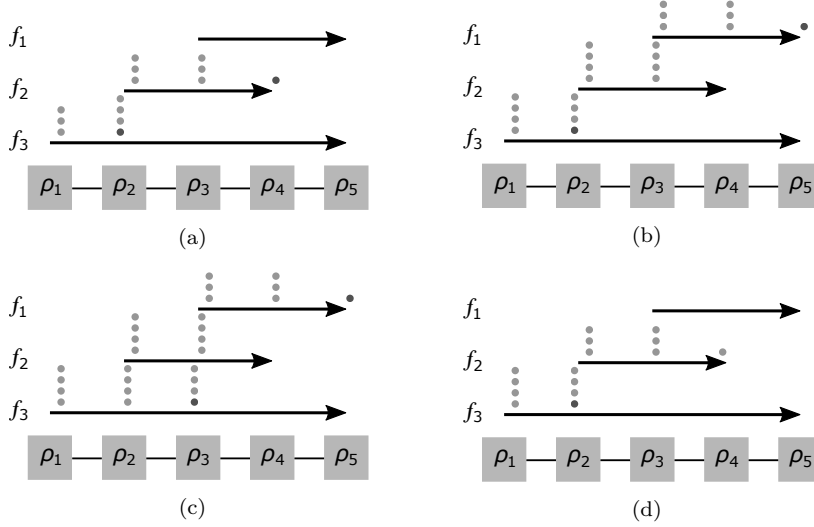 f₁
f₂
f₃
ρ₁ ρ₂ ρ₃ ρ₄ ρ₅
(a)
f₁
f₂
f₃
ρ₁ ρ₂ ρ₃ ρ₄ ρ₅
(b)
f₁
f₂
f₃
ρ₁ ρ₂ ρ₃ ρ₄ ρ₅
(c)
f₁
f₂
f₃
ρ₁ ρ₂ ρ₃ ρ₄ ρ₅
(d)